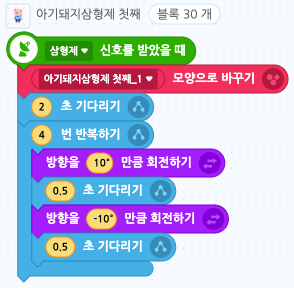 아기돼지삼형제 첫째 블록 30 개
삼형제 ▼ 신호를 받았을 때
아기돼지삼형제 첫째_1 ▼ 모양으로 바꾸기
2 초 기다리기
4 번 반복하기
방향을 10° 만큼 회전하기
0.5 초 기다리기
방향을 -10° 만큼 회전하기
0.5 초 기다리기